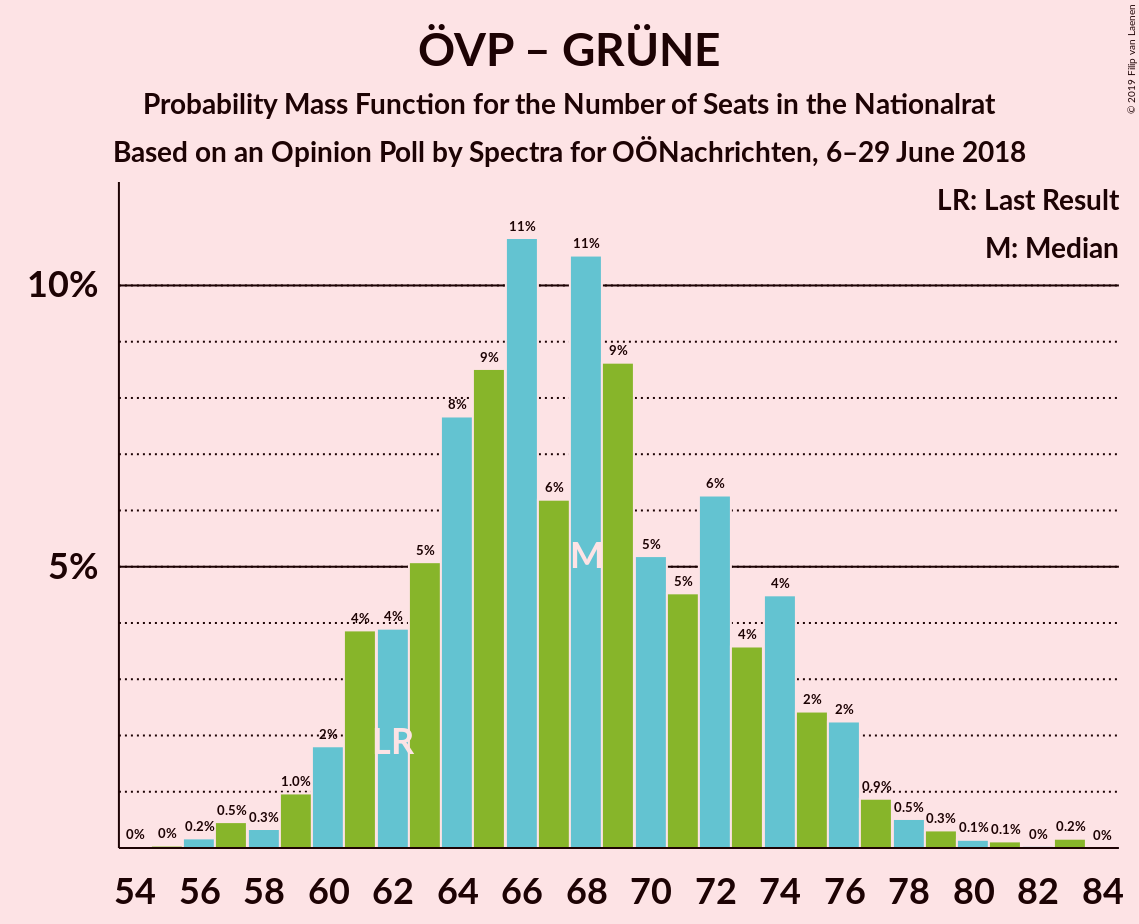 ÖVP – GRÜNE
Probability Mass Function for the Number of Seats in the Nationalrat
Based on an Opinion Poll by Spectra for OÖNachrichten, 6–29 June 2018
© 2019 Filip van Laenen
LR: Last Result
M: Median
10%
5%
0% 0% 0.2% 0.5% 0.3% 1.0% 2% 4% 4% 5% 8% 9% 11% 6% 11% 9% 5% 5% 6% 4% 4% 2% 2% 0.9% 0.5% 0.3% 0.1% 0.1% 0% 0.2% 0%
LR
M
54 56 58 60 62 64 66 68 70 72 74 76 78 80 82 84